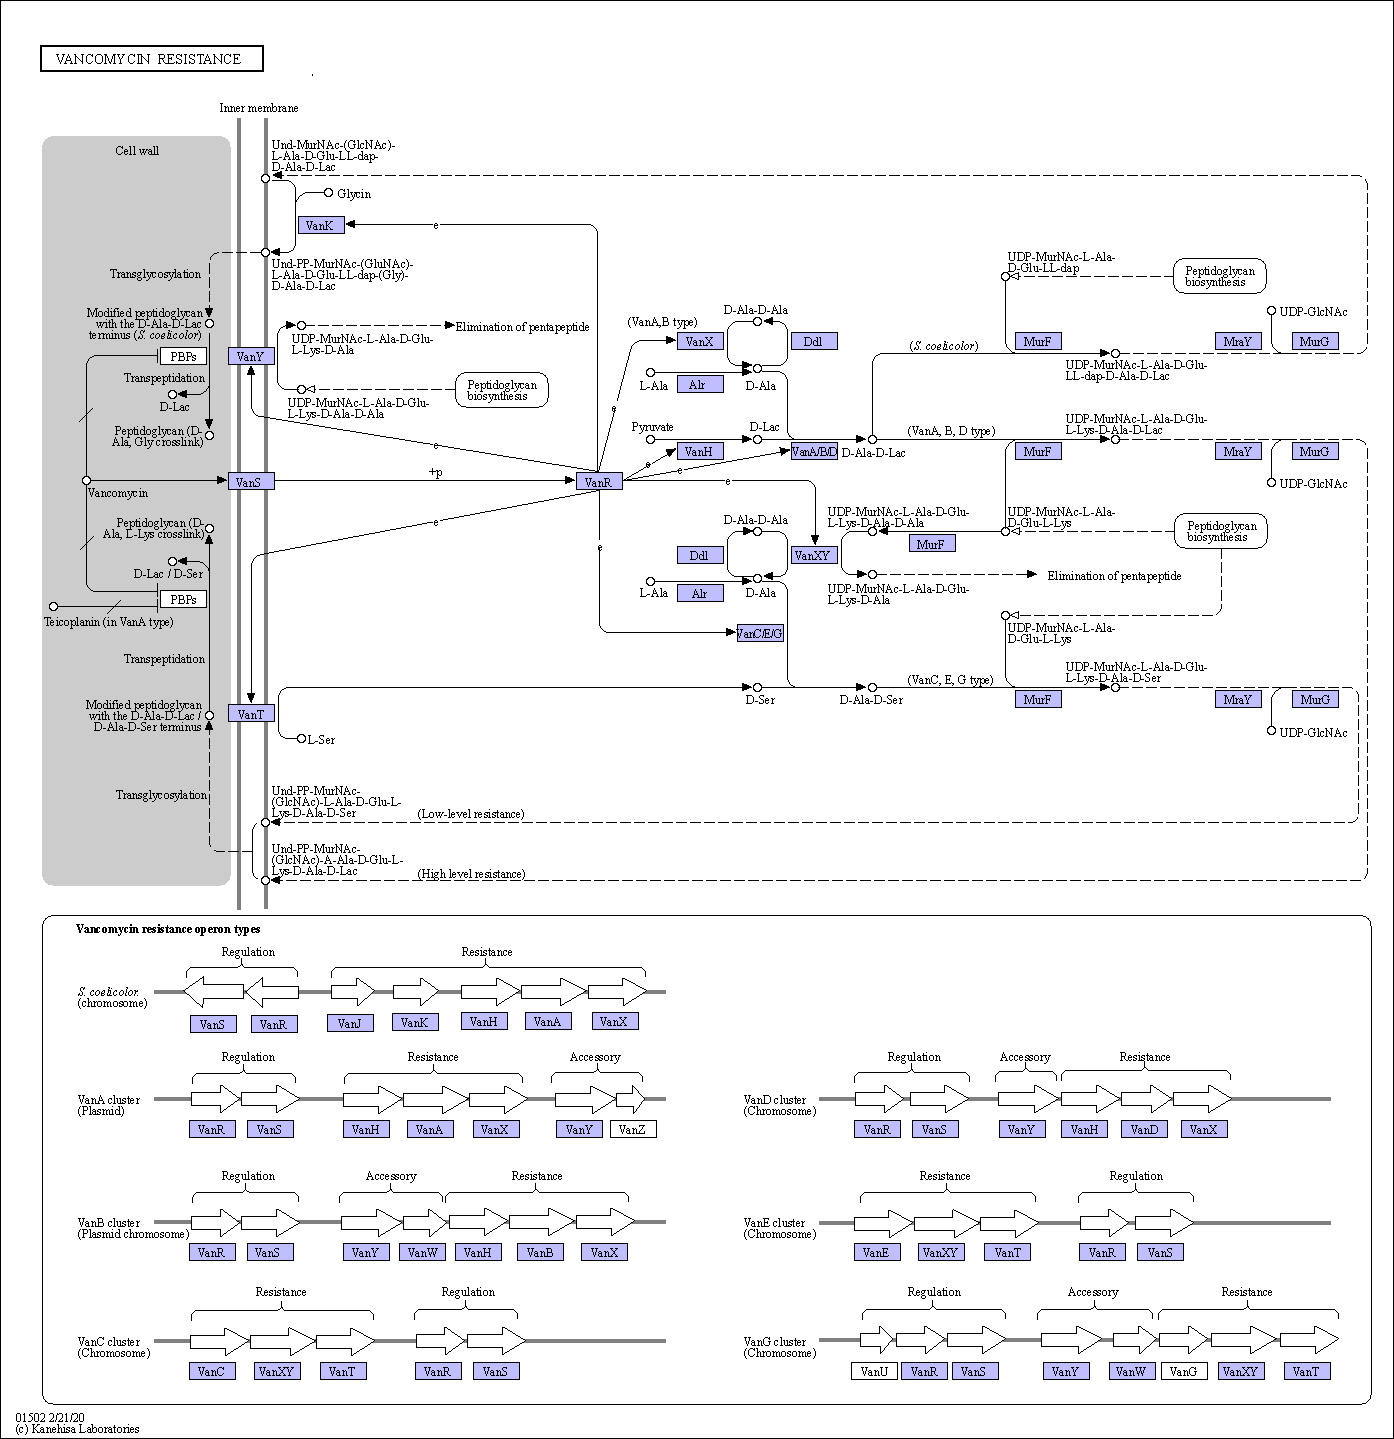 VANCOMYCIN RESISTANCE
Inner membrane
Cell wall
Und-MurNAc-(GlcNAc)-
L-Ala-D-Glu-LL-dap-
D-Ala-D-Lac
Glycin
VanK
e
Und-PP-MurNAc-(GluNAc)-
L-Ala-D-Glu-LL-dap-(Gly)-
D-Ala-D-Lac
Transglycosylation
Modified peptidoglycan
with the D-Ala-D-Lac
terminus (S. coelicolor)
PBPs
VanY
Transpeptidation
D-Lac
Peptidoglycan (D-
Ala, Gly crosslink)
Elimination of pentapeptide
UDP-MurNAc-L-Ala-D-Glu-
L-Lys-D-Ala
Peptidoglycan
biosynthesis
UDP-MurNAc-L-Ala-D-Glu-
L-Lys-D-Ala-D-Ala
e
VanS
+p
VanR
Vancomycin
Peptidoglycan (D-
Ala, L-Lys crosslink)
e
D-Lac / D-Ser
PBPs
Teicoplanin (in VanA type)
Transpeptidation
Modified peptidoglycan
with the D-Ala-D-Lac /
D-Ala-D-Ser terminus
VanT
L-Ser
Transglycosylation
(VanA,B type)
D-Ala-D-Ala
VanX
Ddl
L-Ala
Alr
D-Ala
e
Pyruvate
D-Lac
VanH
VanA/B/D
D-Ala-D-Lac
e
e
e
e
D-Ala-D-Ala
Ddl
VanXY
L-Ala
Alr
D-Ala
VanC/E/G
D-Ser
D-Ala-D-Ser
UDP-MurNAc-L-Ala-
D-Glu-LL-dap
Peptidoglycan
biosynthesis
UDP-GlcNAc
(S. coelicolor)
MurF
MraY
MurG
UDP-MurNAc-L-Ala-D-Glu-
LL-dap-D-Ala-D-Lac
(VanA, B, D type)
UDP-MurNAc-L-Ala-D-Glu-
L-Lys-D-Ala-D-Lac
MurF
MraY
MurG
UDP-GlcNAc
UDP-MurNAc-L-Ala-D-Glu-
L-Lys-D-Ala-D-Ala
MurF
UDP-MurNAc-L-Ala-
D-Glu-L-Lys
Peptidoglycan
biosynthesis
Elimination of pentapeptide
UDP-MurNAc-L-Ala-D-Glu-
L-Lys-D-Ala
UDP-MurNAc-L-Ala-
D-Glu-L-Lys
(VanC, E, G type)
UDP-MurNAc-L-Ala-D-Glu-
L-Lys-D-Ala-D-Ser
MurF
MraY
MurG
UDP-GlcNAc
Und-PP-MurNAc-
(GlcNAc)-L-Ala-D-Glu-L-
Lys-D-Ala-D-Ser
(Low-level resistance)
Und-PP-MurNAc-
(GlcNAc)-A-Ala-D-Glu-L-
Lys-D-Ala-D-Lac
(High level resistance)
Vancomycin resistance operon types
Regulation Resistance
S. coelicolor.
(chromosome)
VanS VanR VanJ VanK VanH VanA VanX
Regulation Resistance Accessory
VanA cluster
(Plasmid)
VanR VanS VanH VanA VanX VanY VanZ
Regulation Accessory Resistance
VanD cluster
(Chromosome)
VanR VanS VanY VanH VanD VanX
Regulation Accessory Resistance
VanB cluster
(Plasmid chromosome)
VanR VanS VanY VanW VanH VanB VanX
Resistance Regulation
VanE cluster
(Chromosome)
VanE VanXY VanT VanR VanS
Resistance Regulation
VanC cluster
(Chromosome)
VanC VanXY VanT VanR VanS
Regulation Accessory Resistance
VanG cluster
(Chromosome)
VanU VanR VanS VanY VanW VanG VanXY VanT
01502 2/21/20
(c) Kanehisa Laboratories